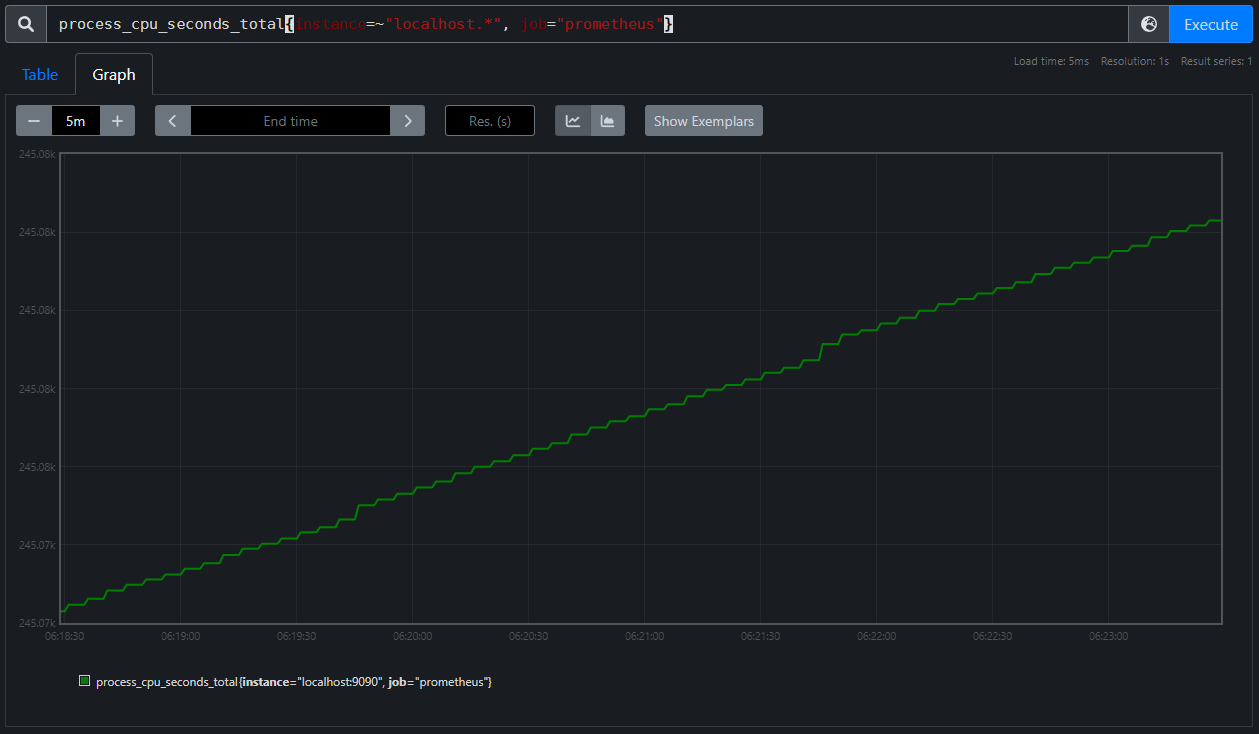 process_cpu_seconds_total{instance=~"localhost.*", job="prometheus"}
Execute
Table
Graph
Load time: 5ms Resolution: 1s Result series: 1
5m
End time
Res. (s)
Show Exemplars
245.08k
245.08k
245.08k
245.08k
245.08k
245.07k
245.07k
06:18:30 06:19:00 06:19:30 06:20:00 06:20:30 06:21:00 06:21:30 06:22:00 06:22:30 06:23:00
process_cpu_seconds_total{instance="localhost:9090", job="prometheus"}